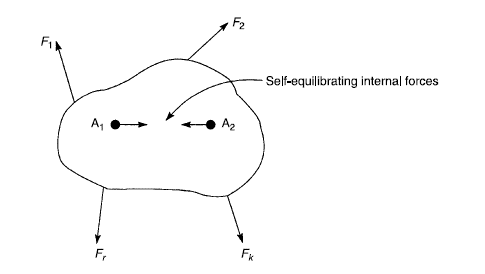 F₁
F₂
Self-equilibrating internal forces
A₁
A₂
Fᵣ
Fₖ